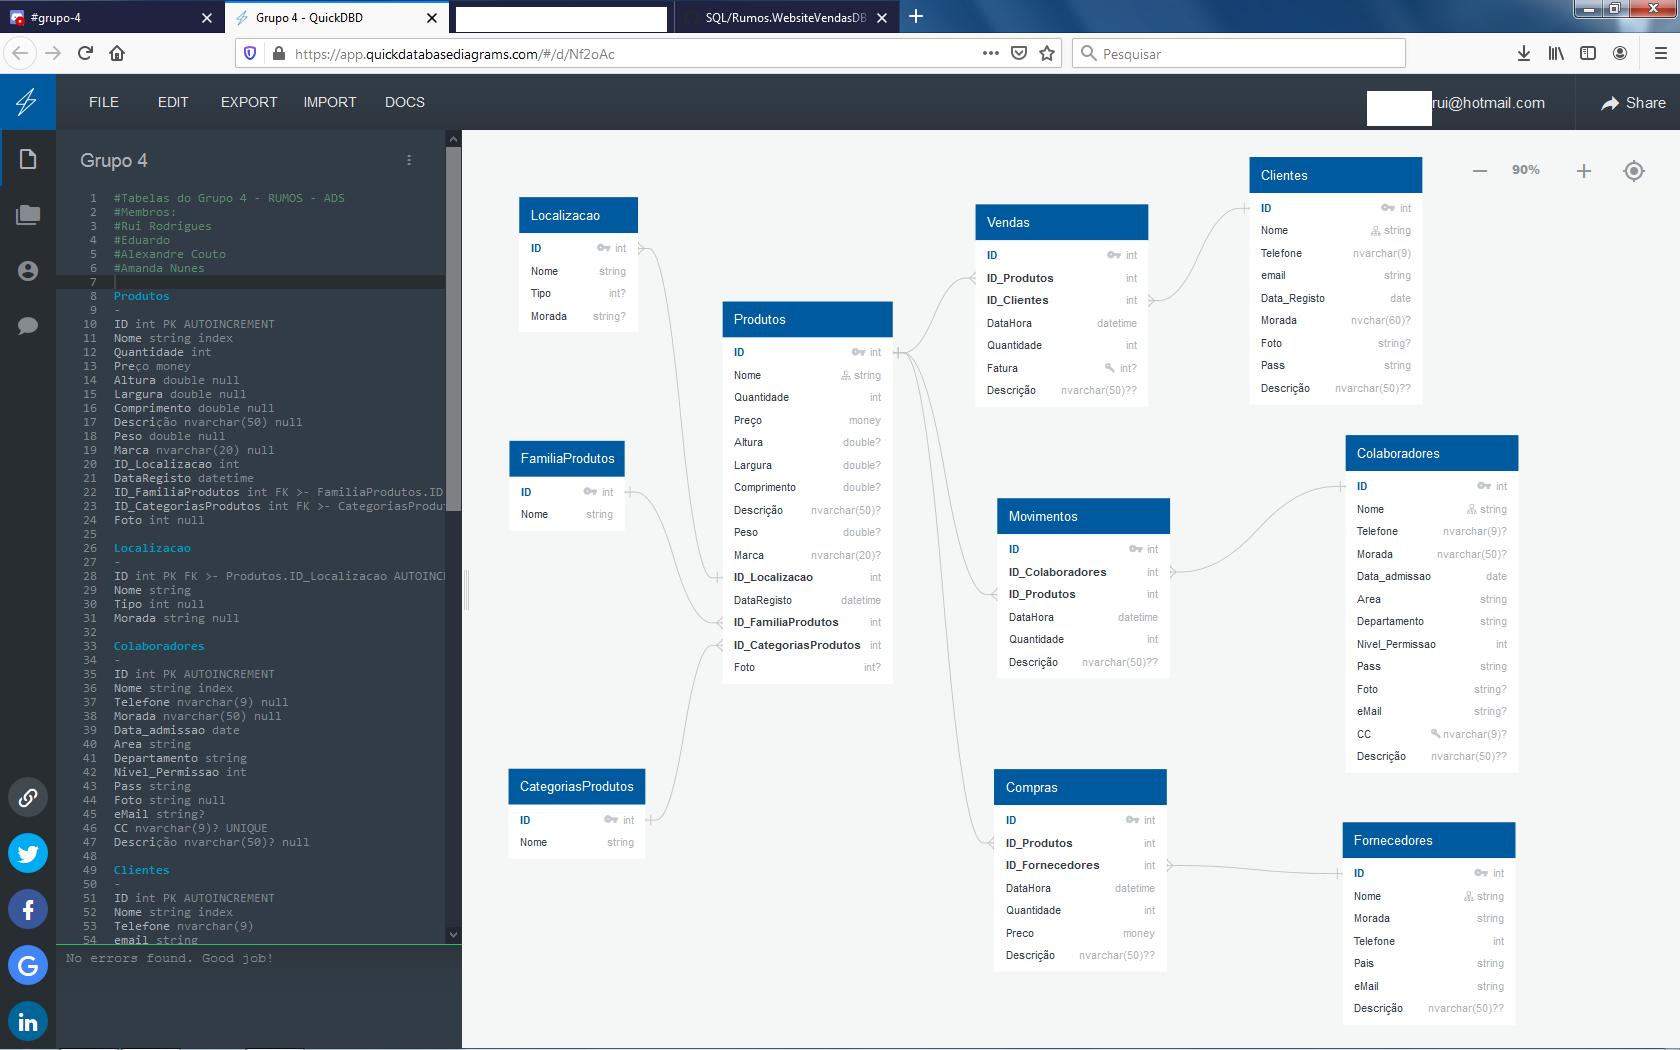 #grupo-4
Grupo 4 - QuickDBD
SQL/Rumos.WebsiteVendasDB
https://app.quickdatabasediagrams.com/#/d/Nf2oAc
Pesquisar
FILE EDIT EXPORT IMPORT DOCS
rui@hotmail.com
Share
Grupo 4
1 #Tabelas do Grupo 4 - RUMOS - ADS
2 #Membros:
3 #Rui Rodrigues
4 #Eduardo
5 #Alexandre Couto
6 #Amanda Nunes
7
8 Produtos
9 -
10 ID int PK AUTOINCREMENT
11 Nome string index
12 Quantidade int
13 Preço money
14 Altura double null
15 Largura double null
16 Comprimento double null
17 Descrição nvarchar(50) null
18 Peso double null
19 Marca nvarchar(20) null
20 ID_Localizacao int
21 DataRegisto datetime
22 ID_FamiliaProdutos int FK >- FamiliaProdutos.ID
23 ID_CategoriasProdutos int FK >- CategoriasProdut
24 Foto int null
25
26 Localizacao
27 -
28 ID int PK FK >- Produtos.ID_Localizacao AUTOINC
29 Nome string
30 Tipo int null
31 Morada string null
32
33 Colaboradores
34 -
35 ID int PK AUTOINCREMENT
36 Nome string index
37 Telefone nvarchar(9) null
38 Morada nvarchar(50) null
39 Data_admissao date
40 Area string
41 Departamento string
42 Nivel_Permissao int
43 Pass string
44 Foto string null
45 eMail string?
46 CC nvarchar(9)? UNIQUE
47 Descrição nvarchar(50)? null
48
49 Clientes
50 -
51 ID int PK AUTOINCREMENT
52 Nome string index
53 Telefone nvarchar(9)
54 email string
No errors found. Good job!
90%
Localizacao
ID int
Nome string
Tipo int?
Morada string?
FamiliaProdutos
ID int
Nome string
CategoriasProdutos
ID int
Nome string
Produtos
ID int
Nome string
Quantidade int
Preço money
Altura double?
Largura double?
Comprimento double?
Descrição nvarchar(50)?
Peso double?
Marca nvarchar(20)?
ID_Localizacao int
DataRegisto datetime
ID_FamiliaProdutos int
ID_CategoriasProdutos int
Foto int?
Vendas
ID int
ID_Produtos int
ID_Clientes int
DataHora datetime
Quantidade int
Fatura int?
Descrição nvarchar(50)??
Movimentos
ID int
ID_Colaboradores int
ID_Produtos int
DataHora datetime
Quantidade int
Descrição nvarchar(50)??
Compras
ID int
ID_Produtos int
ID_Fornecedores int
DataHora datetime
Quantidade int
Preco money
Descrição nvarchar(50)??
Clientes
ID int
Nome string
Telefone nvarchar(9)
email string
Data_Registo date
Morada nvchar(60)?
Foto string?
Pass string
Descrição nvarchar(50)??
Colaboradores
ID int
Nome string
Telefone nvarchar(9)?
Morada nvarchar(50)?
Data_admissao date
Area string
Departamento string
Nivel_Permissao int
Pass string
Foto string?
eMail string?
CC nvarchar(9)?
Descrição nvarchar(50)??
Fornecedores
ID int
Nome string
Morada string
Telefone int
Pais string
eMail string
Descrição nvarchar(50)??